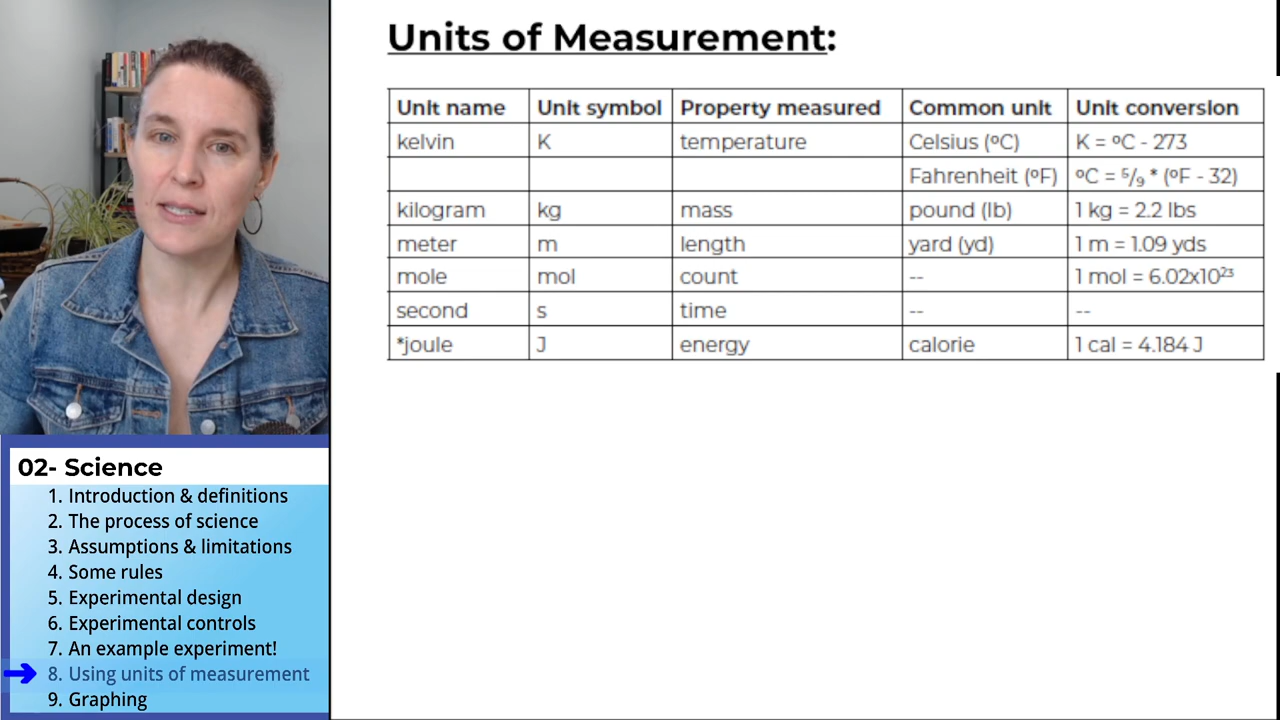 Units of Measurement:
Unit name Unit symbol Property measured Common unit Unit conversion
kelvin K temperature Celsius (ºC) K = ºC - 273
Fahrenheit (ºF) ºC = ⁵/₉ * (ºF - 32)
kilogram kg mass pound (lb) 1 kg = 2.2 lbs
meter m length yard (yd) 1 m = 1.09 yds
mole mol count -- 1 mol = 6.02x10²³
second s time -- --
*joule J energy calorie 1 cal = 4.184 J
02- Science
1. Introduction & definitions
2. The process of science
3. Assumptions & limitations
4. Some rules
5. Experimental design
6. Experimental controls
7. An example experiment!
8. Using units of measurement
9. Graphing